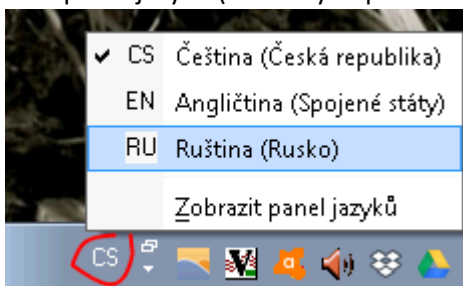 CS Čeština (Česká republika)
EN Angličtina (Spojené státy)
RU Ruština (Rusko)
Zobrazit panel jazyků
CS